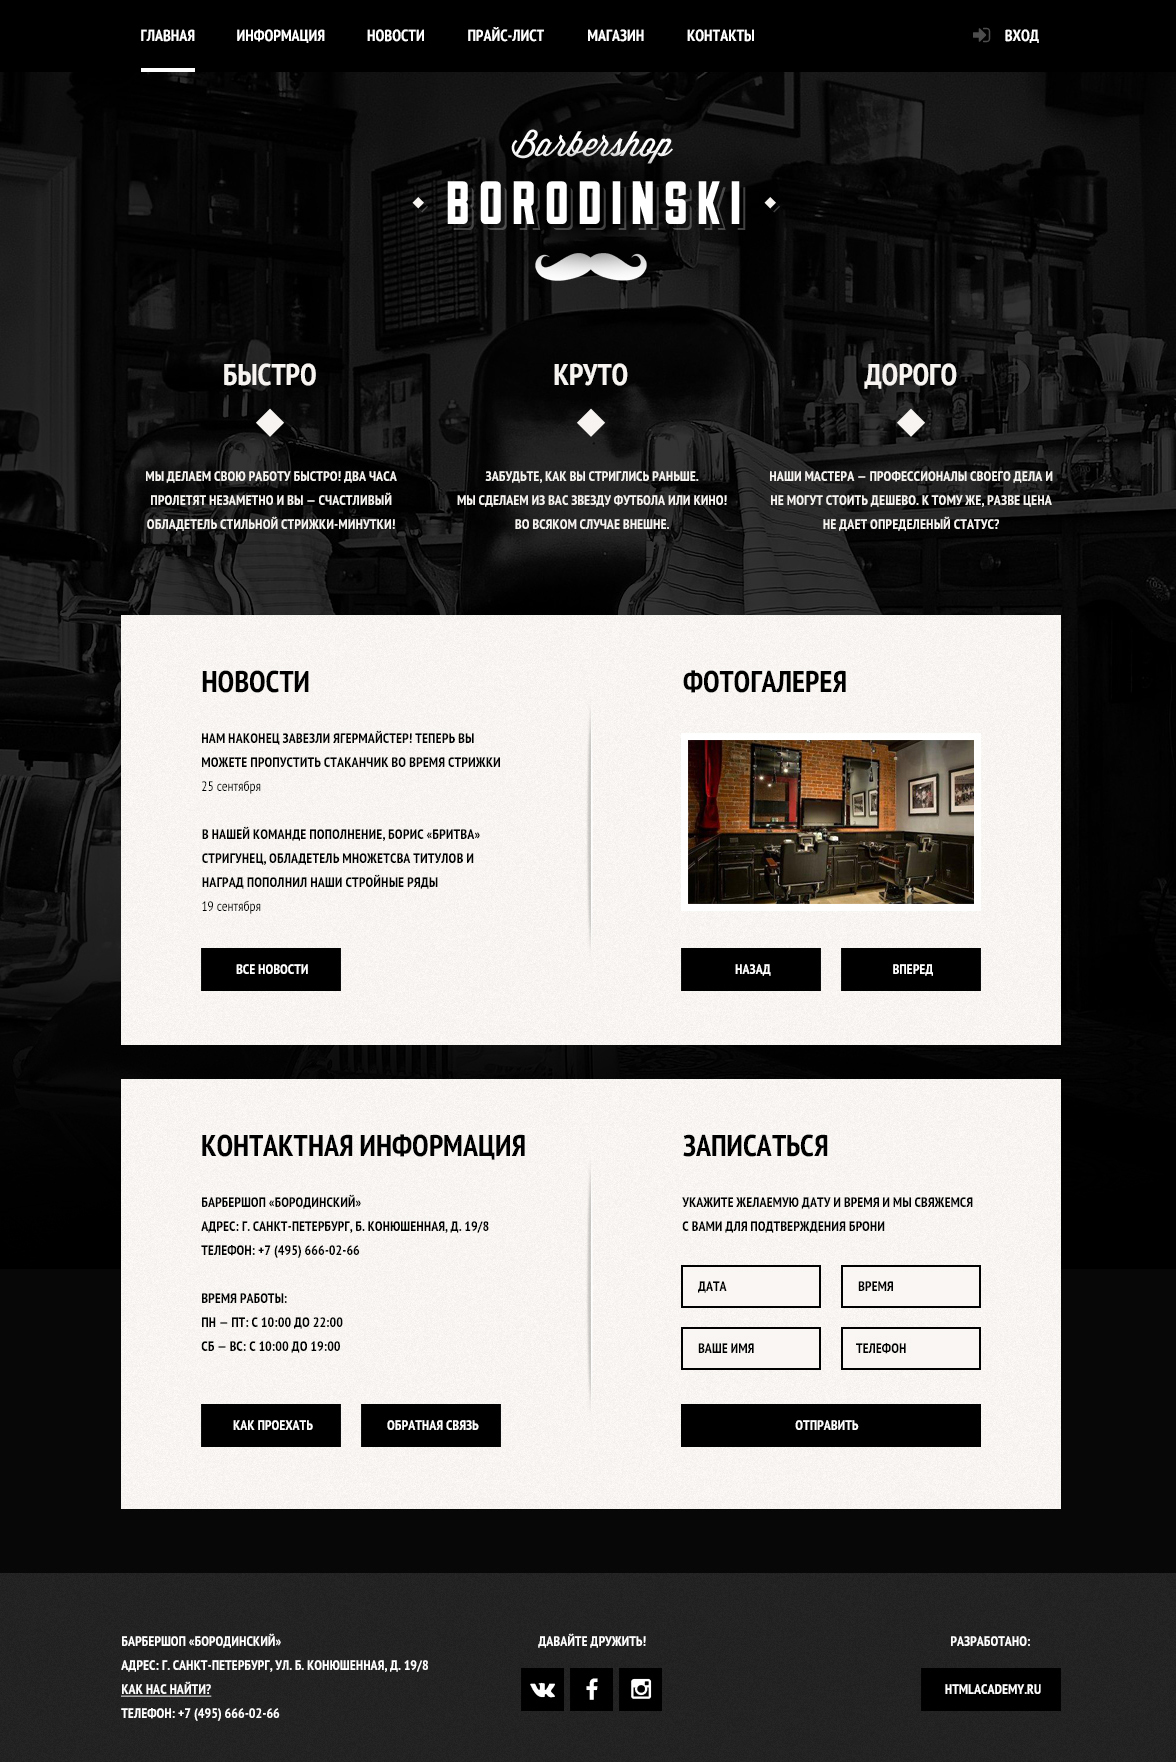 ГЛАВНАЯ ИНФОРМАЦИЯ НОВОСТИ ПРАЙС-ЛИСТ МАГАЗИН КОНТАКТЫ ВХОД
Barbershop
BORODINSKI
БЫСТРО
МЫ ДЕЛАЕМ СВОЮ РАБОТУ БЫСТРО! ДВА ЧАСА
ПРОЛЕТЯТ НЕЗАМЕТНО И ВЫ — СЧАСТЛИВЫЙ
ОБЛАДЕТЕЛЬ СТИЛЬНОЙ СТРИЖКИ-МИНУТКИ!
КРУТО
ЗАБУДЬТЕ, КАК ВЫ СТРИГЛИСЬ РАНЬШЕ.
МЫ СДЕЛАЕМ ИЗ ВАС ЗВЕЗДУ ФУТБОЛА ИЛИ КИНО!
ВО ВСЯКОМ СЛУЧАЕ ВНЕШНЕ.
ДОРОГО
НАШИ МАСТЕРА — ПРОФЕССИОНАЛЫ СВОЕГО ДЕЛА И
НЕ МОГУТ СТОИТЬ ДЕШЕВО. К ТОМУ ЖЕ, РАЗВЕ ЦЕНА
НЕ ДАЕТ ОПРЕДЕЛЕНЫЙ СТАТУС?
НОВОСТИ
НАМ НАКОНЕЦ ЗАВЕЗЛИ ЯГЕРМАЙСТЕР! ТЕПЕРЬ ВЫ
МОЖЕТЕ ПРОПУСТИТЬ СТАКАНЧИК ВО ВРЕМЯ СТРИЖКИ
25 сентября
В НАШЕЙ КОМАНДЕ ПОПОЛНЕНИЕ, БОРИС «БРИТВА»
СТРИГУНЕЦ, ОБЛАДЕТЕЛЬ МНОЖЕТСВА ТИТУЛОВ И
НАГРАД ПОПОЛНИЛ НАШИ СТРОЙНЫЕ РЯДЫ
19 сентября
ВСЕ НОВОСТИ
ФОТОГАЛЕРЕЯ
НАЗАД ВПЕРЕД
КОНТАКТНАЯ ИНФОРМАЦИЯ
БАРБЕРШОП «БОРОДИНСКИЙ»
АДРЕС: Г. САНКТ-ПЕТЕРБУРГ, Б. КОНЮШЕННАЯ, Д. 19/8
ТЕЛЕФОН: +7 (495) 666-02-66
ВРЕМЯ РАБОТЫ:
ПН — ПТ: С 10:00 ДО 22:00
СБ — ВС: С 10:00 ДО 19:00
КАК ПРОЕХАТЬ ОБРАТНАЯ СВЯЗЬ
ЗАПИСАТЬСЯ
УКАЖИТЕ ЖЕЛАЕМУЮ ДАТУ И ВРЕМЯ И МЫ СВЯЖЕМСЯ
С ВАМИ ДЛЯ ПОДТВЕРЖДЕНИЯ БРОНИ
ДАТА ВРЕМЯ
ВАШЕ ИМЯ ТЕЛЕФОН
ОТПРАВИТЬ
БАРБЕРШОП «БОРОДИНСКИЙ»
АДРЕС: Г. САНКТ-ПЕТЕРБУРГ, УЛ. Б. КОНЮШЕННАЯ, Д. 19/8
КАК НАС НАЙТИ?
ТЕЛЕФОН: +7 (495) 666-02-66
ДАВАЙТЕ ДРУЖИТЬ!
РАЗРАБОТАНО:
HTMLACADEMY.RU